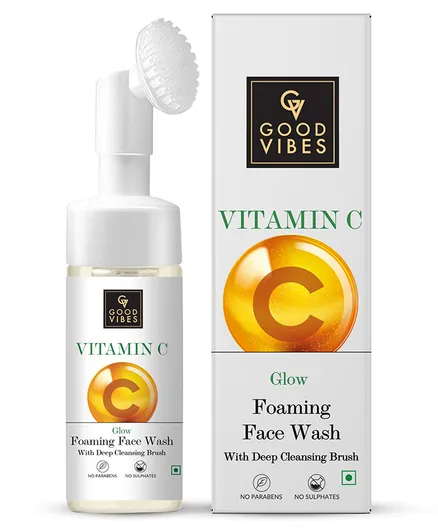 GV
GOOD
VIBES
VITAMIN C
C
Glow
Foaming Face Wash
With Deep Cleansing Brush
NO PARABENS
NO SULPHATES
GV
GOOD
VIBES
VITAMIN C
C
Glow
Foaming
Face Wash
With Deep Cleansing Brush
NO PARABENS
NO SULPHATES